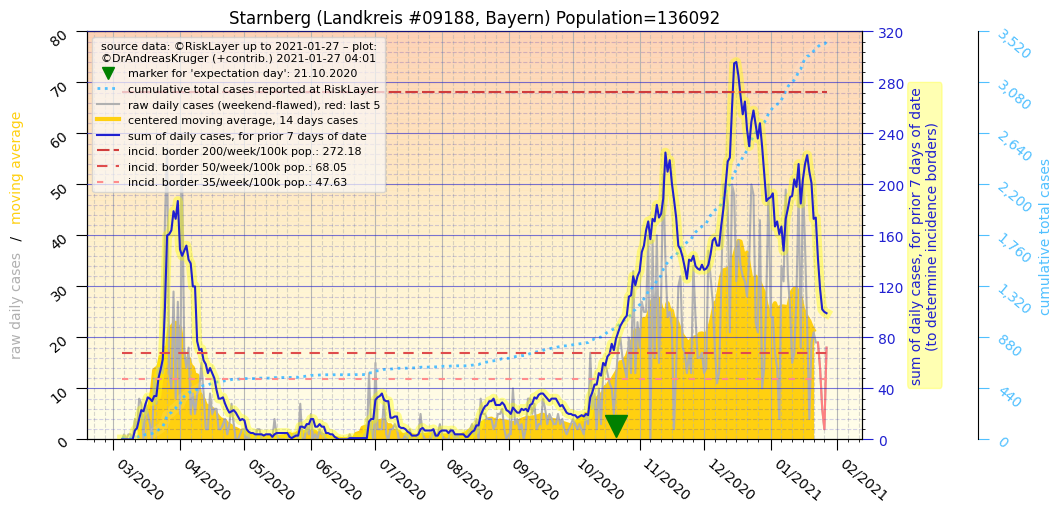 Starnberg (Landkreis #09188, Bayern) Population=136092
source data: ©RiskLayer up to 2021-01-27 – plot:
©DrAndreasKruger (+contrib.) 2021-01-27 04:01
marker for 'expectation day': 21.10.2020
cumulative total cases reported at RiskLayer
raw daily cases (weekend-flawed), red: last 5
centered moving average, 14 days cases
sum of daily cases, for prior 7 days of date
incid. border 200/week/100k pop.: 272.18
incid. border 50/week/100k pop.: 68.05
incid. border 35/week/100k pop.: 47.63
raw daily cases / moving average
80
70
60
50
40
30
20
10
0
320
280
240
200
160
120
80
40
0
sum of daily cases, for prior 7 days of date
(to determine incidence borders)
3,520
3,080
2,640
2,200
1,760
1,320
880
440
0
cumulative total cases
03/2020
04/2020
05/2020
06/2020
07/2020
08/2020
09/2020
10/2020
11/2020
12/2020
01/2021
02/2021